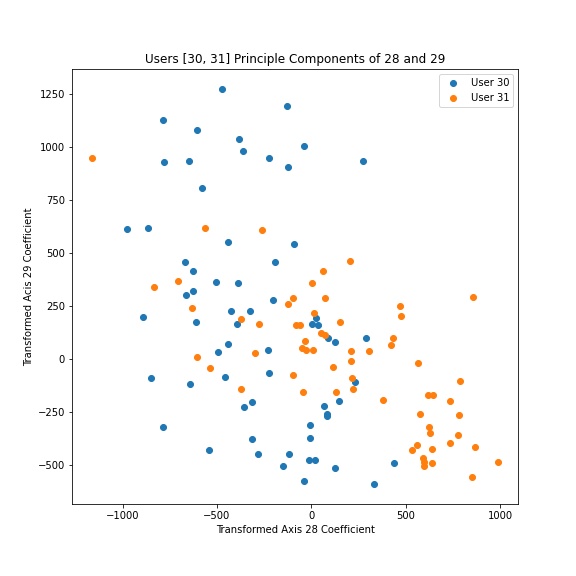 Users [30, 31] Principle Components of 28 and 29
User 30
User 31
Transformed Acis 29 Coefficient
1250
1000
750
500
250
0
−250
−500
−1000
−500
0
500
1000
Transformed Axis 28 Coefficient